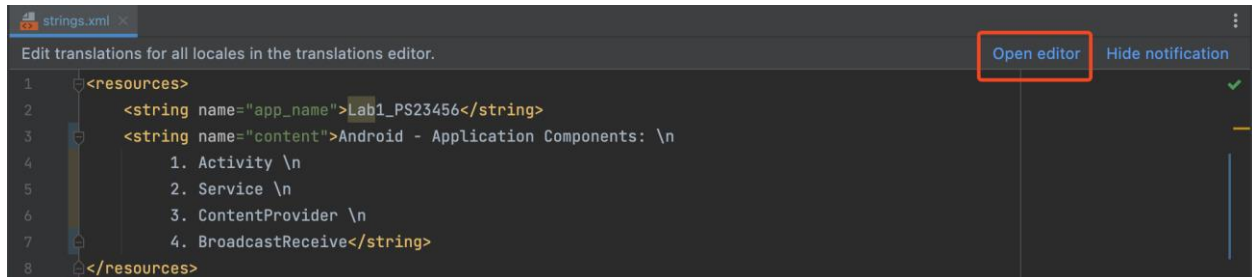 strings.xml
Edit translations for all locales in the translations editor. Open editor Hide notification
1 <resources>
2 <string name="app_name">Lab1_PS23456</string>
3 <string name="content">Android - Application Components: \n
4 1. Activity \n
5 2. Service \n
6 3. ContentProvider \n
7 4. BroadcastReceive</string>
8 </resources>